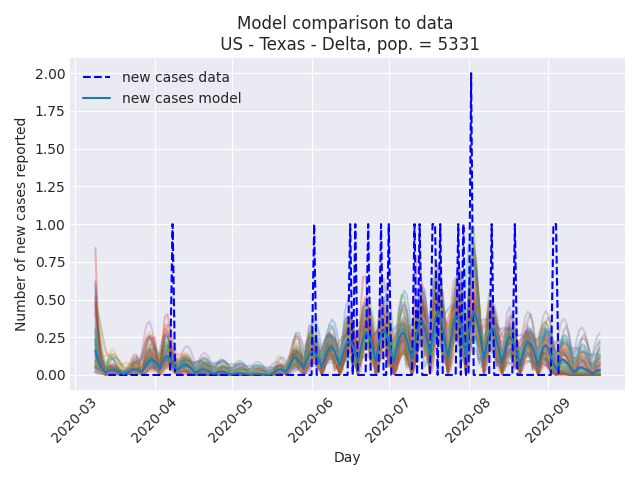 Model comparison to data
US - Texas - Delta, pop. = 5331
new cases data
new cases model
Number of new cases reported
2.00
1.75
1.50
1.25
1.00
0.75
0.50
0.25
0.00
2020-03
2020-04
2020-05
2020-06
2020-07
2020-08
2020-09
Day